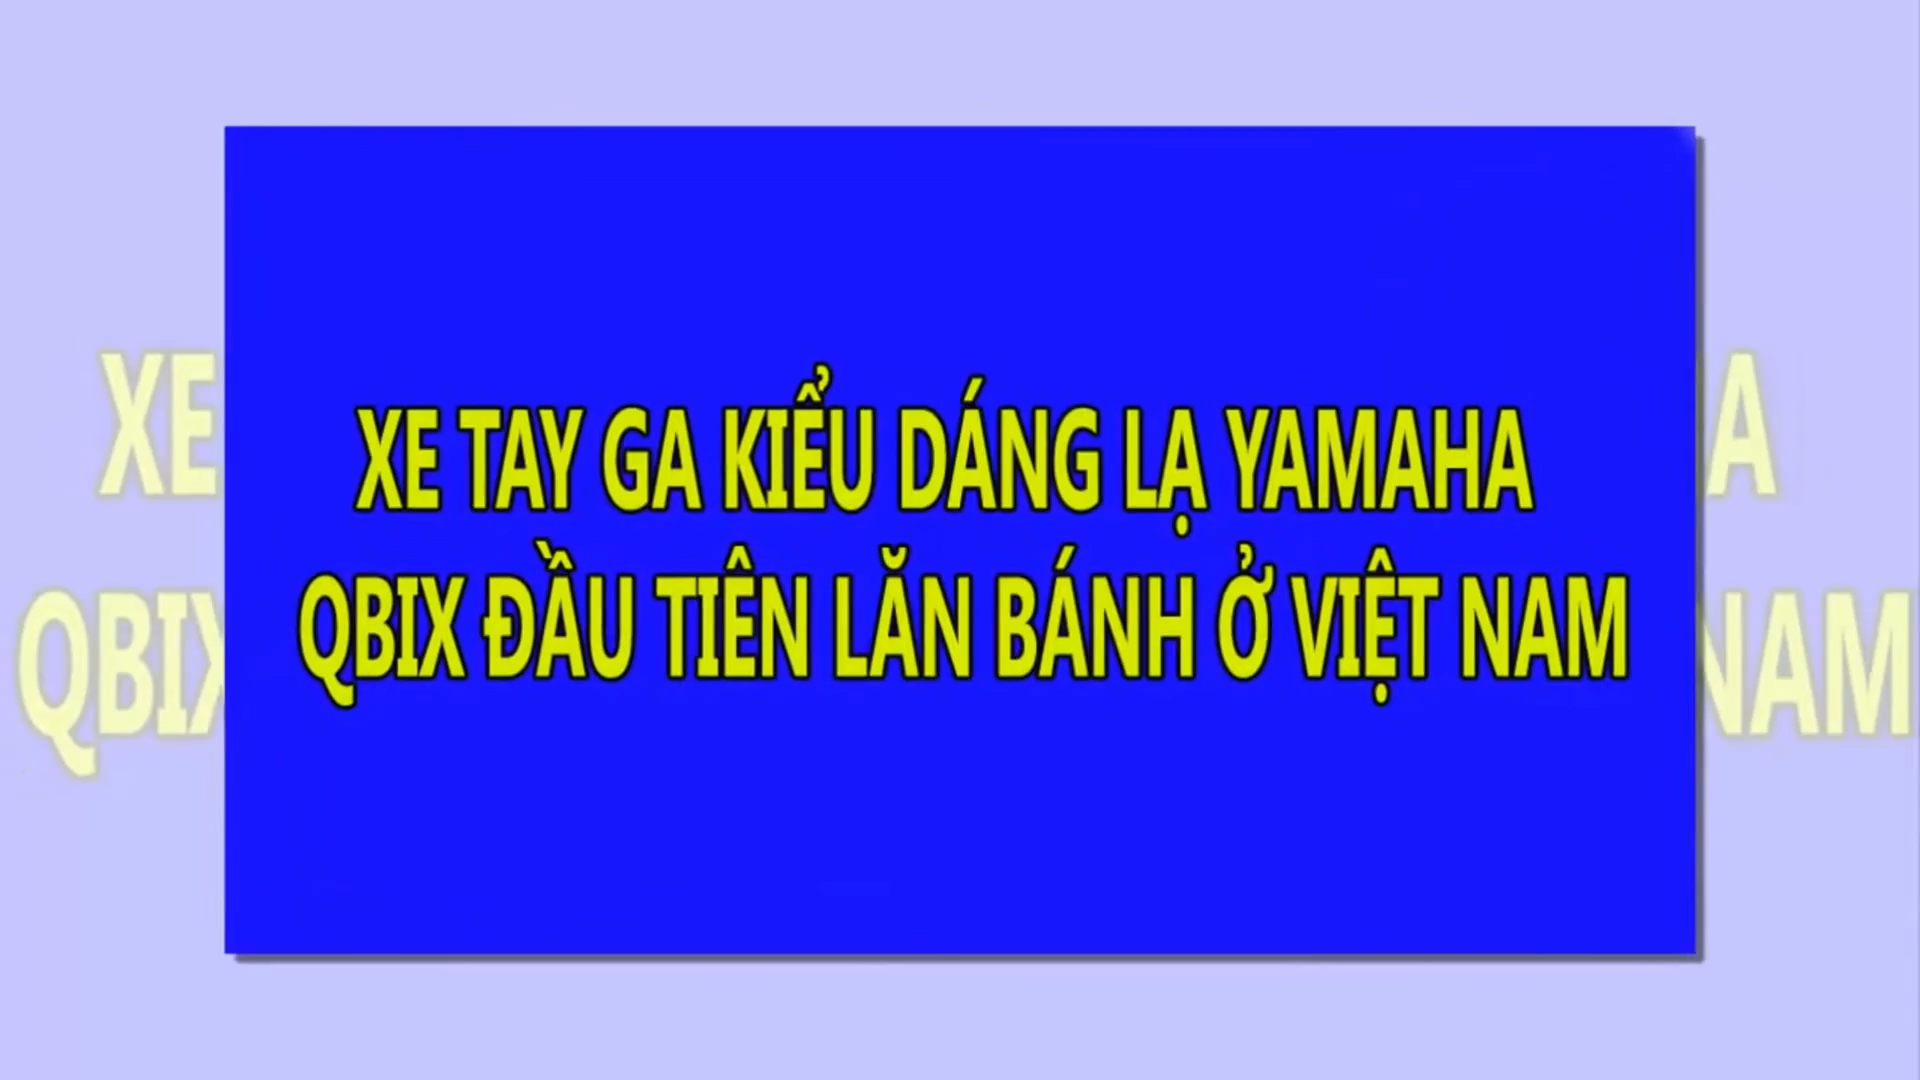 XE TAY GA KIỂU DÁNG LẠ YAMAHA
QBIX ĐẦU TIÊN LĂN BÁNH Ở VIỆT NAM